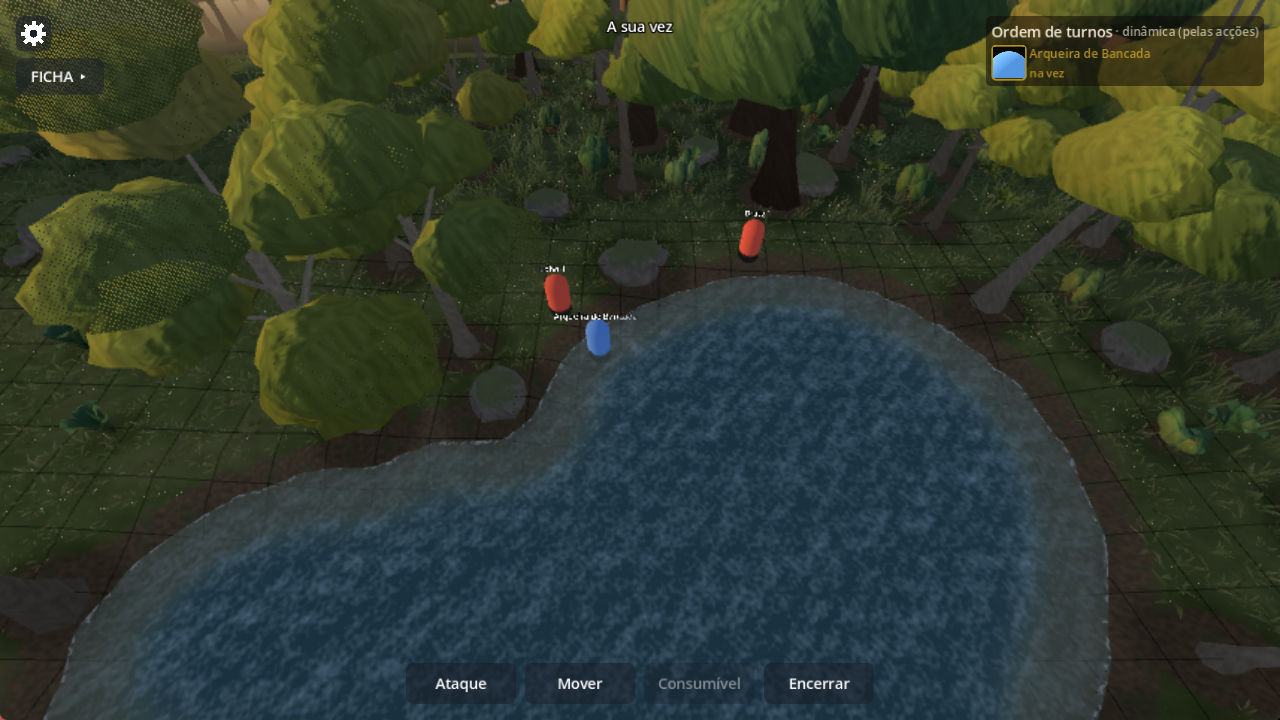 A sua vez
Ordem de turnos · dinâmica (pelas acções)
Arqueira de Bancada
na vez
FICHA ▸
Ataque
Mover
Consumível
Encerrar